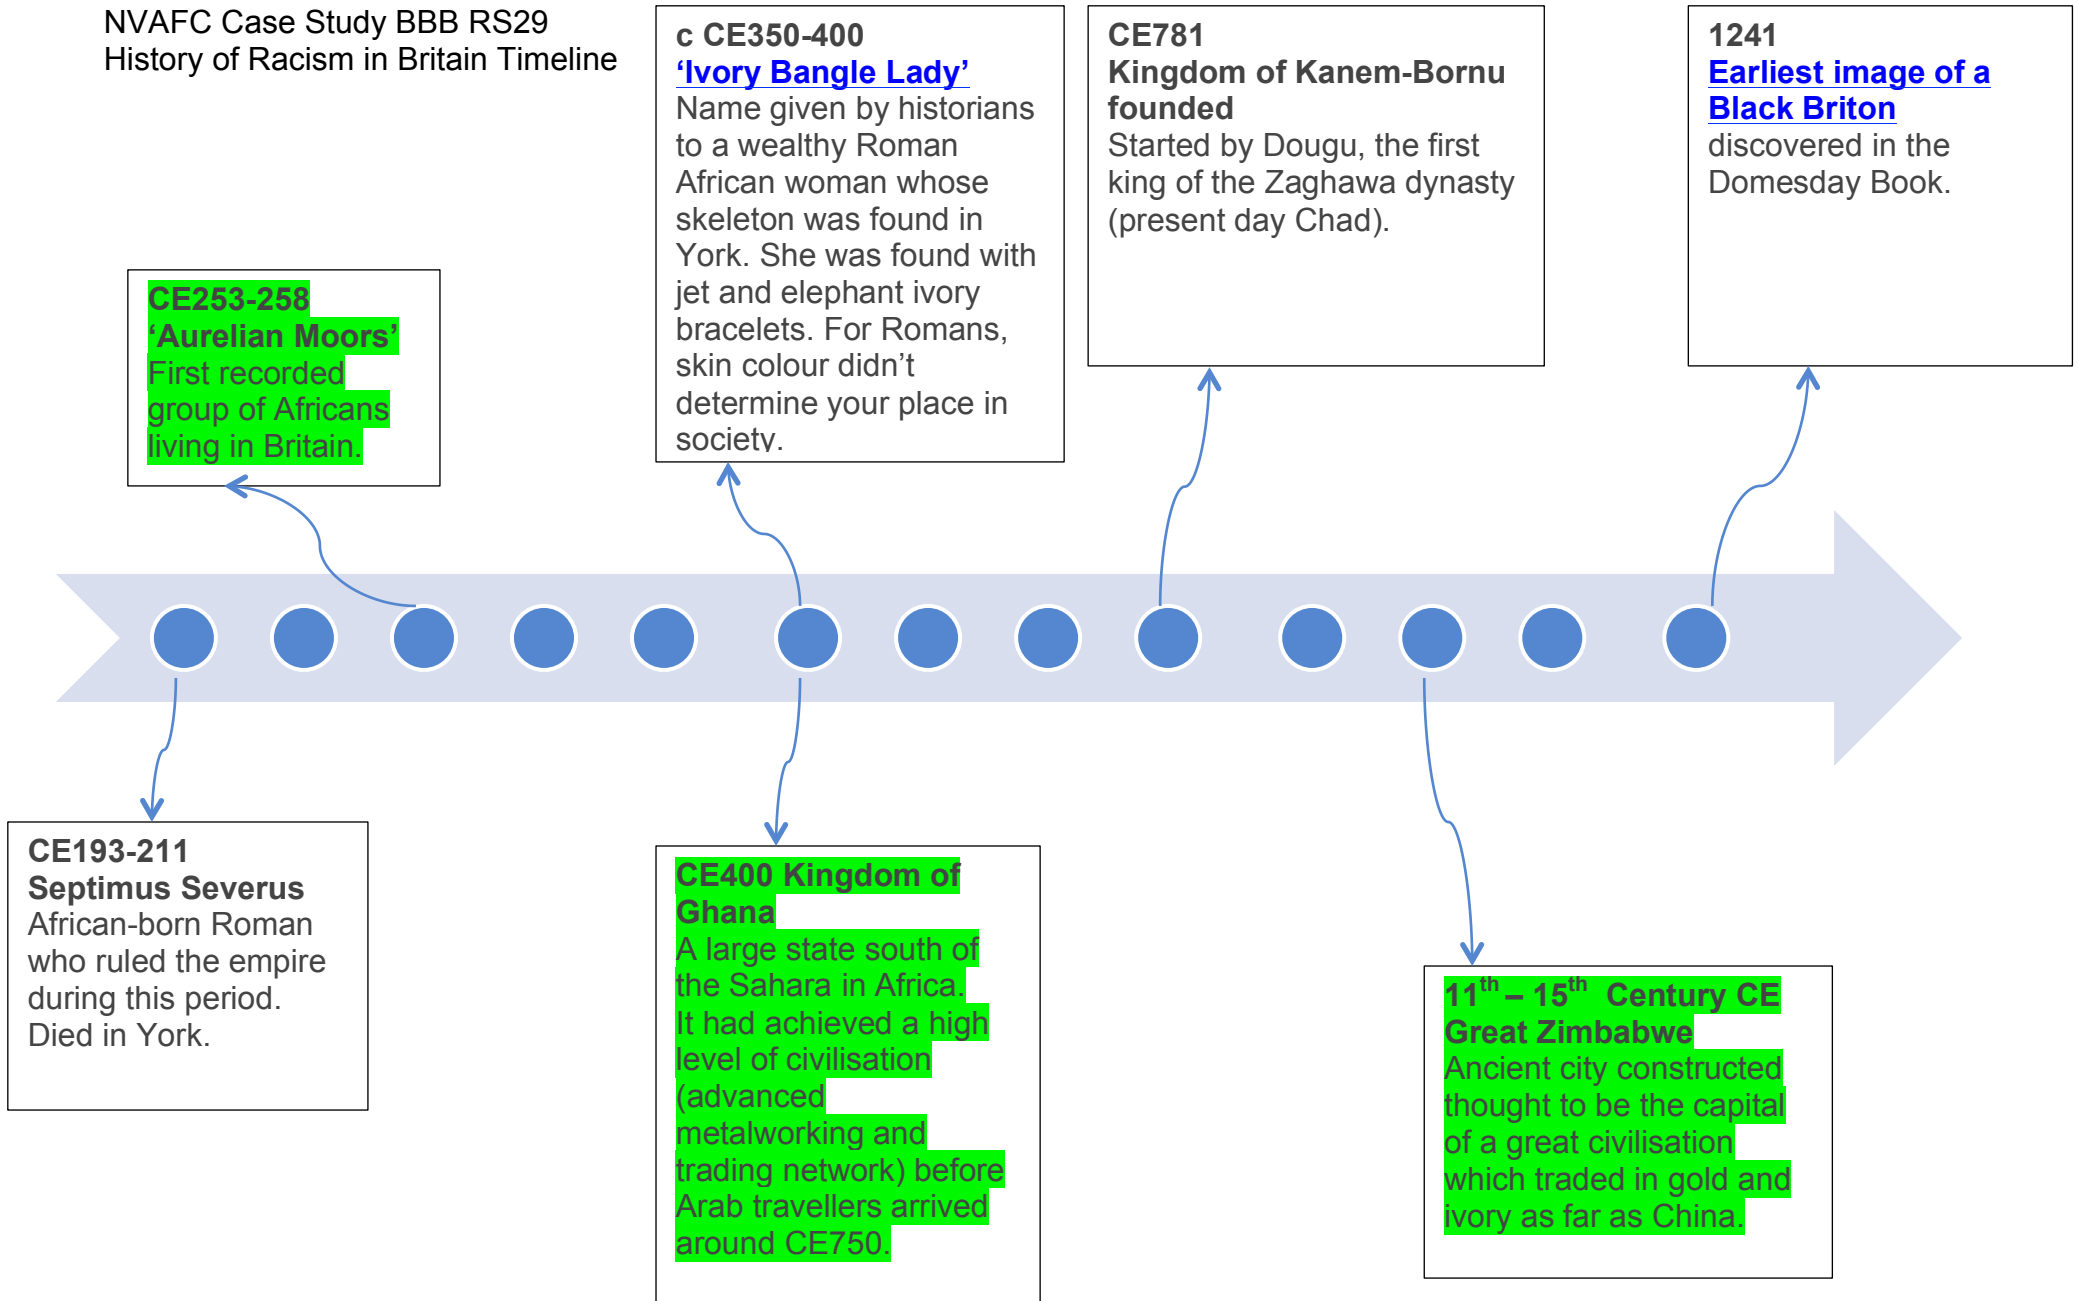 NVAFC Case Study BBB RS29
History of Racism in Britain Timeline
CE253-258
‘Aurelian Moors’
First recorded
group of Africans
living in Britain.
c CE350-400
‘Ivory Bangle Lady’
Name given by historians
to a wealthy Roman
African woman whose
skeleton was found in
York. She was found with
jet and elephant ivory
bracelets. For Romans,
skin colour didn’t
determine your place in
society.
CE781
Kingdom of Kanem-Bornu
founded
Started by Dougu, the first
king of the Zaghawa dynasty
(present day Chad).
1241
Earliest image of a
Black Briton
discovered in the
Domesday Book.
CE193-211
Septimus Severus
African-born Roman
who ruled the empire
during this period.
Died in York.
CE400 Kingdom of
Ghana
A large state south of
the Sahara in Africa.
It had achieved a high
level of civilisation
(advanced
metalworking and
trading network) before
Arab travellers arrived
around CE750.
11th – 15th Century CE
Great Zimbabwe
Ancient city constructed
thought to be the capital
of a great civilisation
which traded in gold and
ivory as far as China.